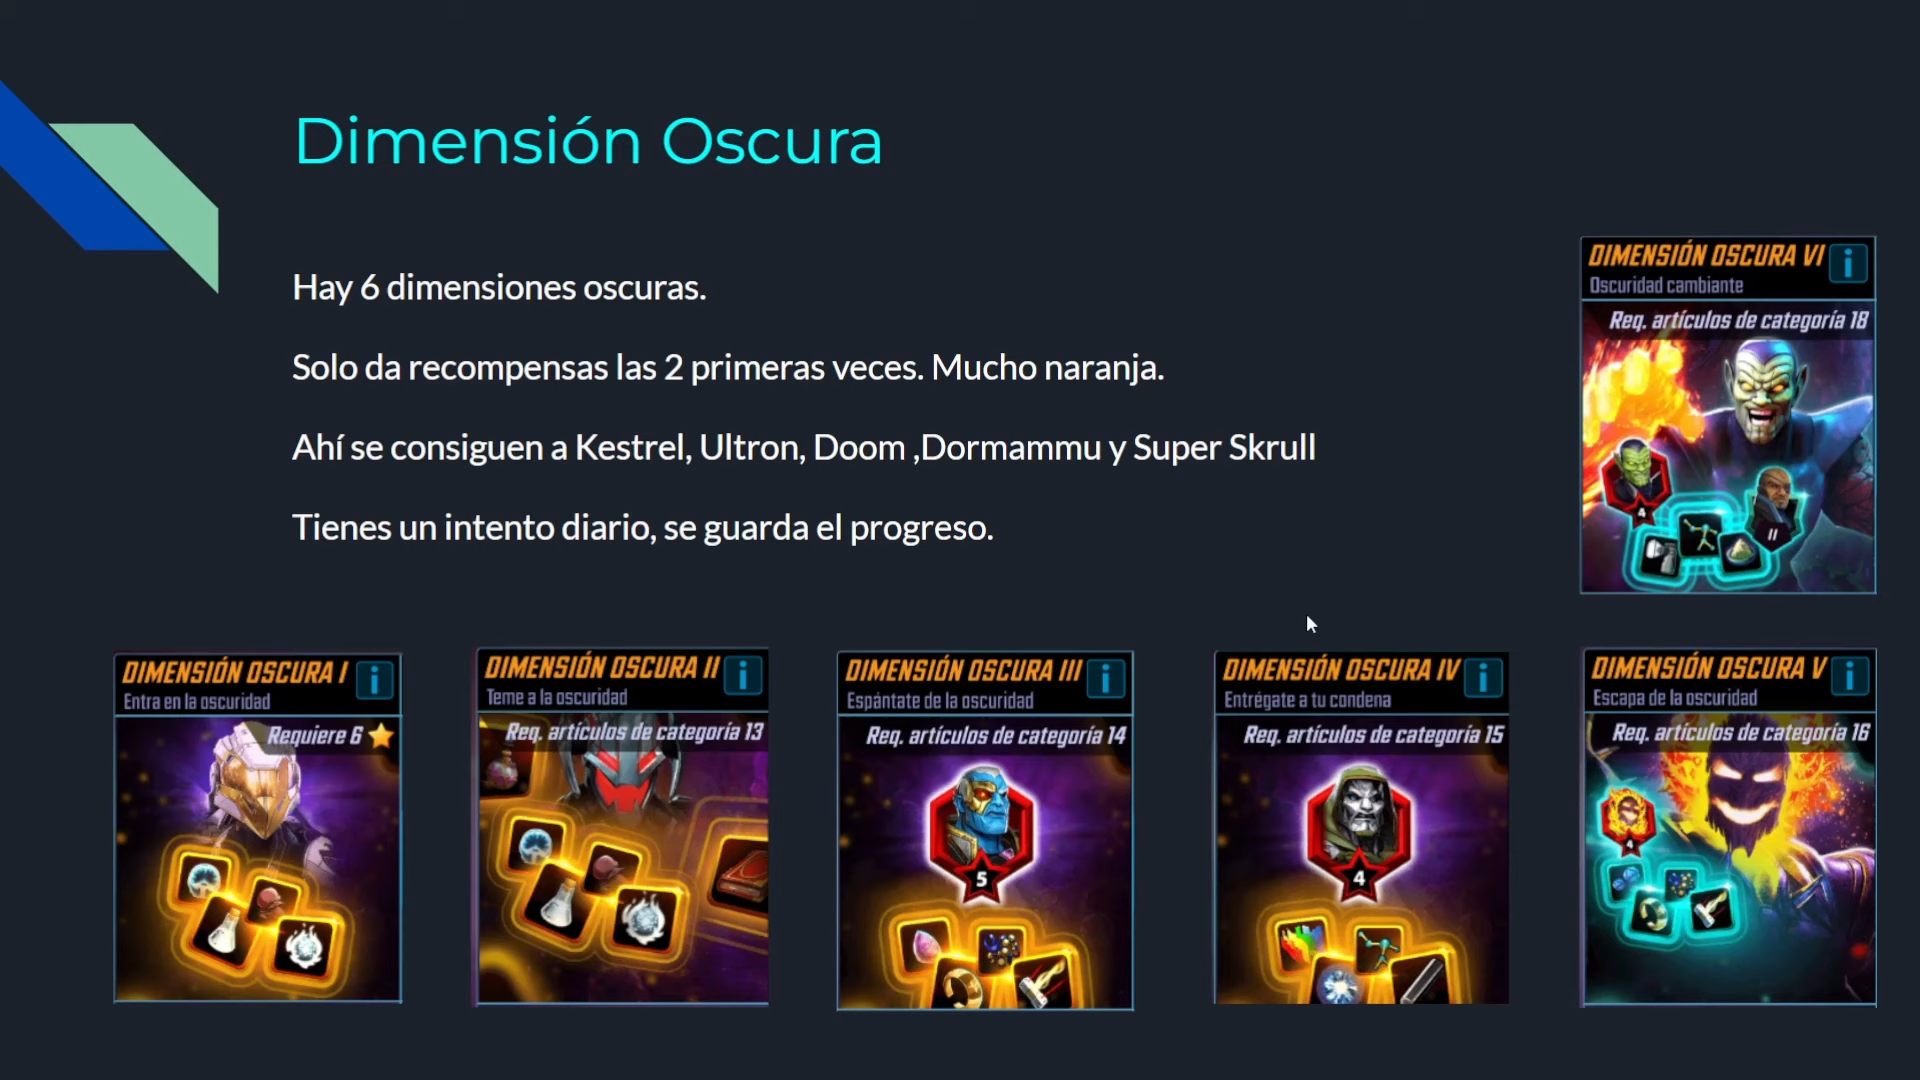 Dimensión Oscura
Hay 6 dimensiones oscuras.
Solo da recompensas las 2 primeras veces. Mucho naranja.
Ahí se consiguen a Kestrel, Ultron, Doom ,Dormammu y Super Skrull
Tienes un intento diario, se guarda el progreso.
DIMENSIÓN OSCURA VI
i
Oscuridad cambiante
Req. artículos de categoría 18
4
II
DIMENSIÓN OSCURA I
i
Entra en la oscuridad
Requiere 6
DIMENSIÓN OSCURA II
i
Teme a la oscuridad
Req. artículos de categoría 13
DIMENSIÓN OSCURA III
i
Espántate de la oscuridad
Req. artículos de categoría 14
5
DIMENSIÓN OSCURA IV
i
Entrégate a tu condena
Req. artículos de categoría 15
4
DIMENSIÓN OSCURA V
i
Escapa de la oscuridad
Req. artículos de categoría 16
4